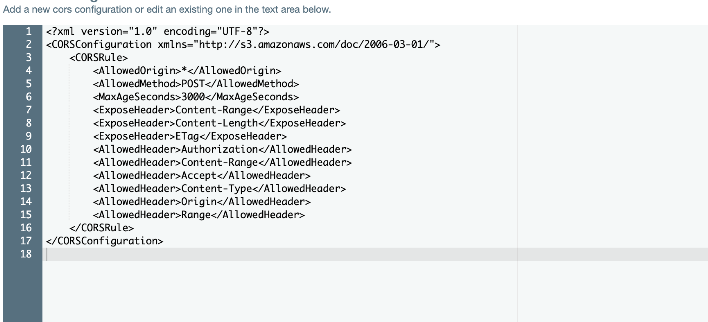 Add a new cors configuration or edit an existing one in the text area below.
1 <?xml version="1.0" encoding="UTF-8"?>
2 <CORSConfiguration xmlns="http://s3.amazonaws.com/doc/2006-03-01/">
3 <CORSRule>
4 <AllowedOrigin>*</AllowedOrigin>
5 <AllowedMethod>POST</AllowedMethod>
6 <MaxAgeSeconds>3000</MaxAgeSeconds>
7 <ExposeHeader>Content-Range</ExposeHeader>
8 <ExposeHeader>Content-Length</ExposeHeader>
9 <ExposeHeader>ETag</ExposeHeader>
10 <AllowedHeader>Authorization</AllowedHeader>
11 <AllowedHeader>Content-Range</AllowedHeader>
12 <AllowedHeader>Accept</AllowedHeader>
13 <AllowedHeader>Content-Type</AllowedHeader>
14 <AllowedHeader>Origin</AllowedHeader>
15 <AllowedHeader>Range</AllowedHeader>
16 </CORSRule>
17 </CORSConfiguration>
18